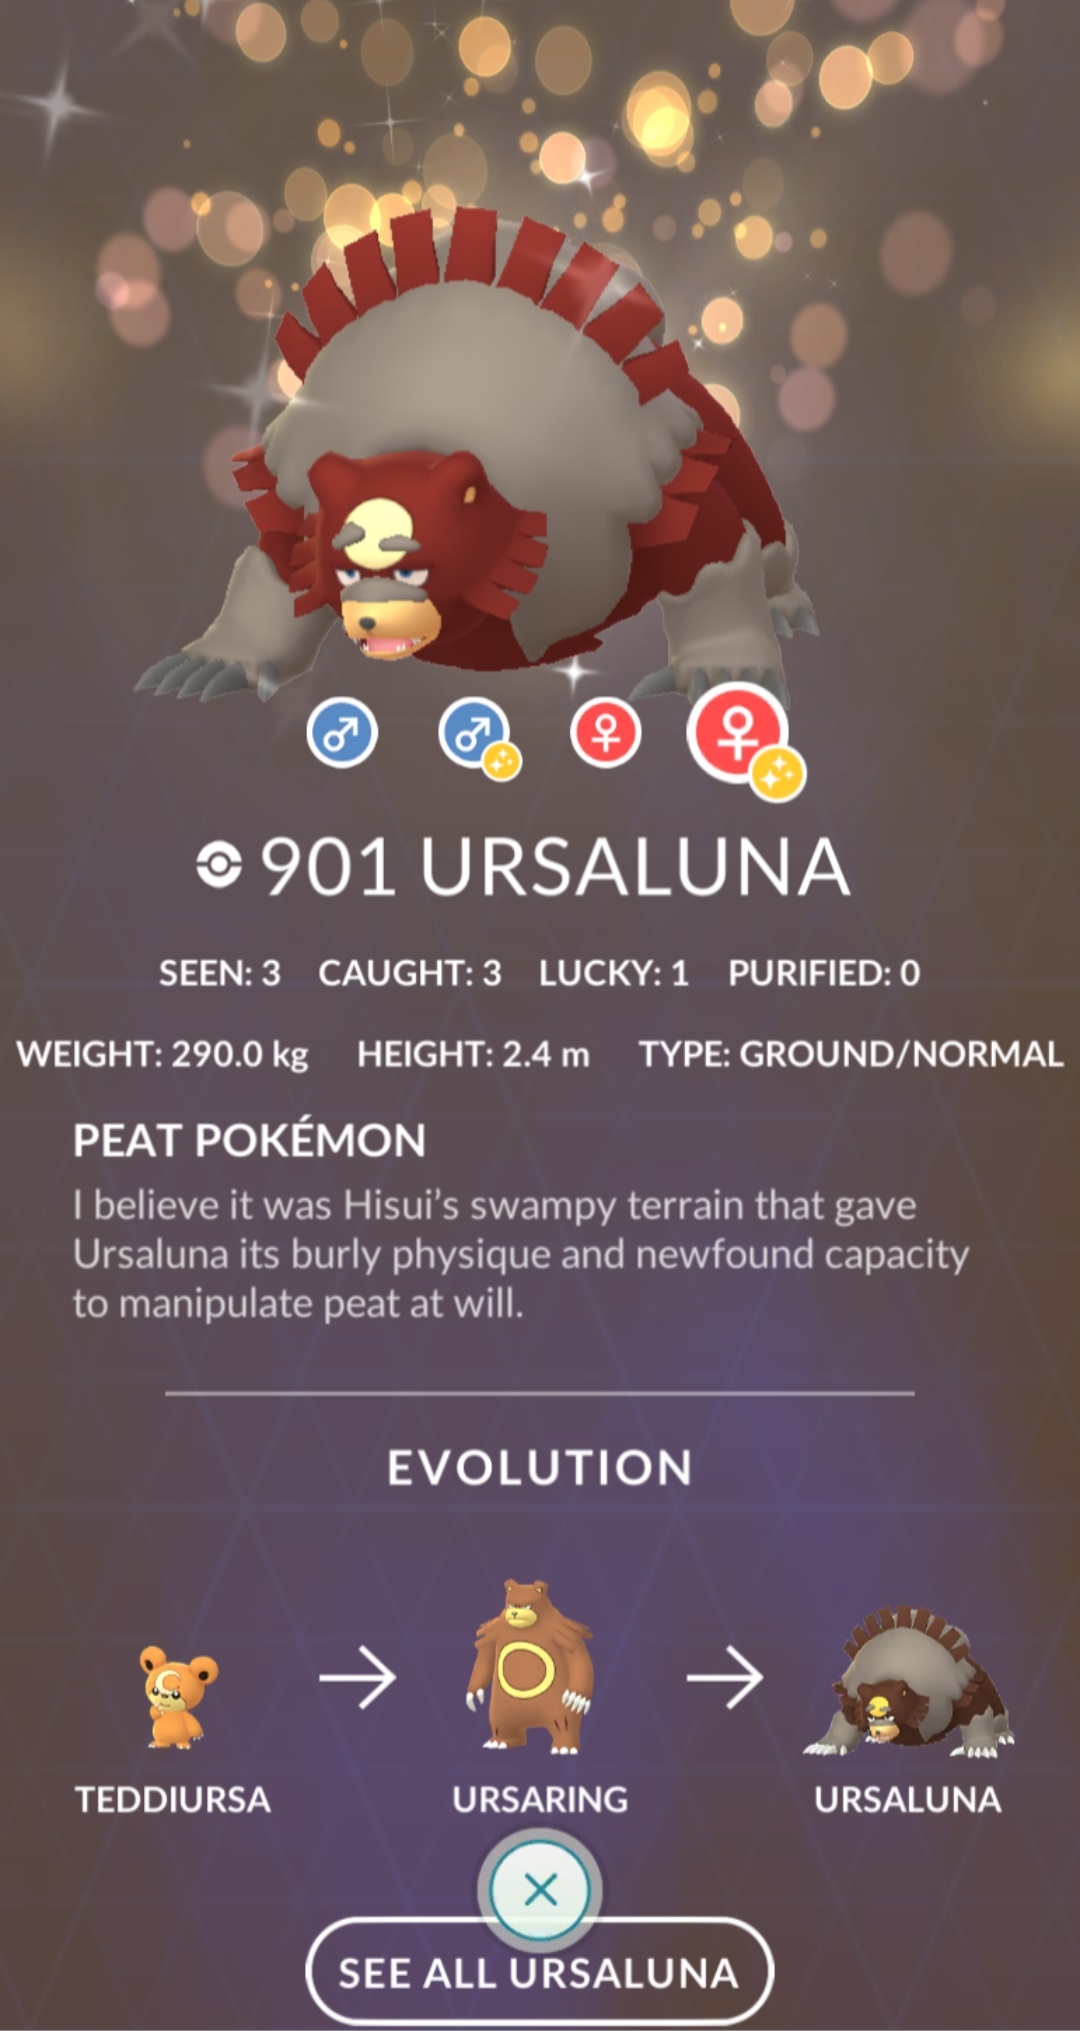 901 URSALUNA
SEEN: 3 CAUGHT: 3 LUCKY: 1 PURIFIED: 0
WEIGHT: 290.0 kg HEIGHT: 2.4 m TYPE: GROUND/NORMAL
PEAT POKÉMON
I believe it was Hisui’s swampy terrain that gave
Ursaluna its burly physique and newfound capacity
to manipulate peat at will.
EVOLUTION
TEDDIURSA URSARING URSALUNA
SEE ALL URSALUNA